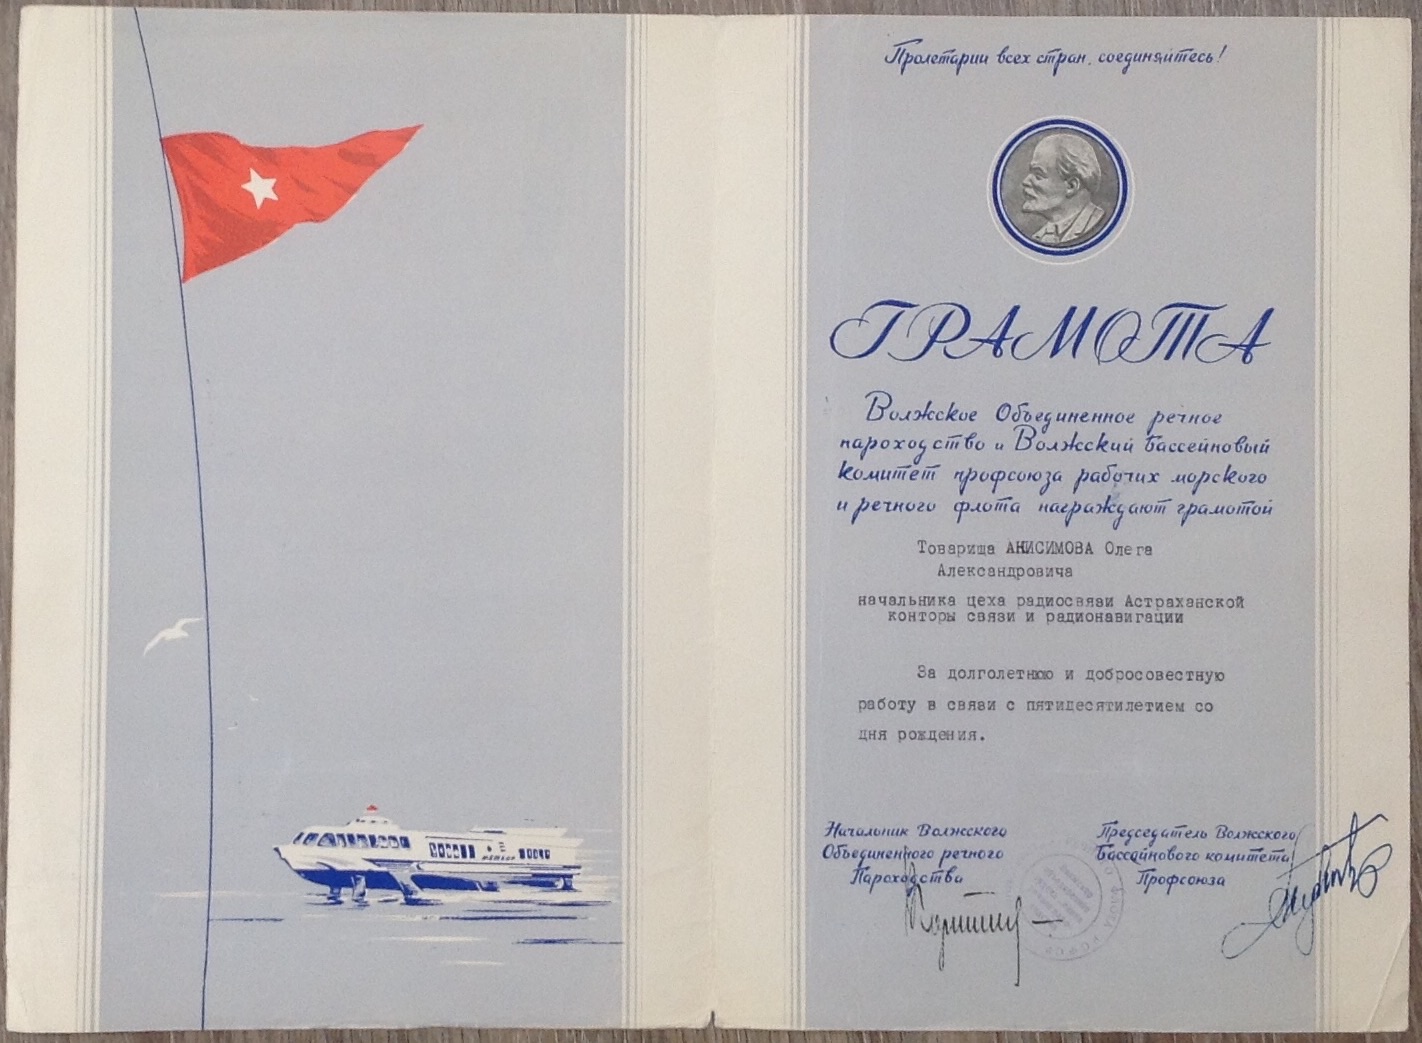 Пролетарии всех стран, соединяйтесь!
ГРАМОТА
Волжское Объединенное речное
пароходство и Волжский Бассейновый
комитет профсоюза рабочих морского
и речного флота награждают грамотой
Товарища АНИСИМОВА Олега
Александровича
начальника цеха радиосвязи Астраханской
конторы связи и радионавигации
За долголетнюю и добросовестную
работу в связи с пятидесятилетием со
дня рождения.
МЕТЕОР
Начальник Волжского
Объединенного речного
Пароходства
Председатель Волжского
Бассейнового комитета
Профсоюза